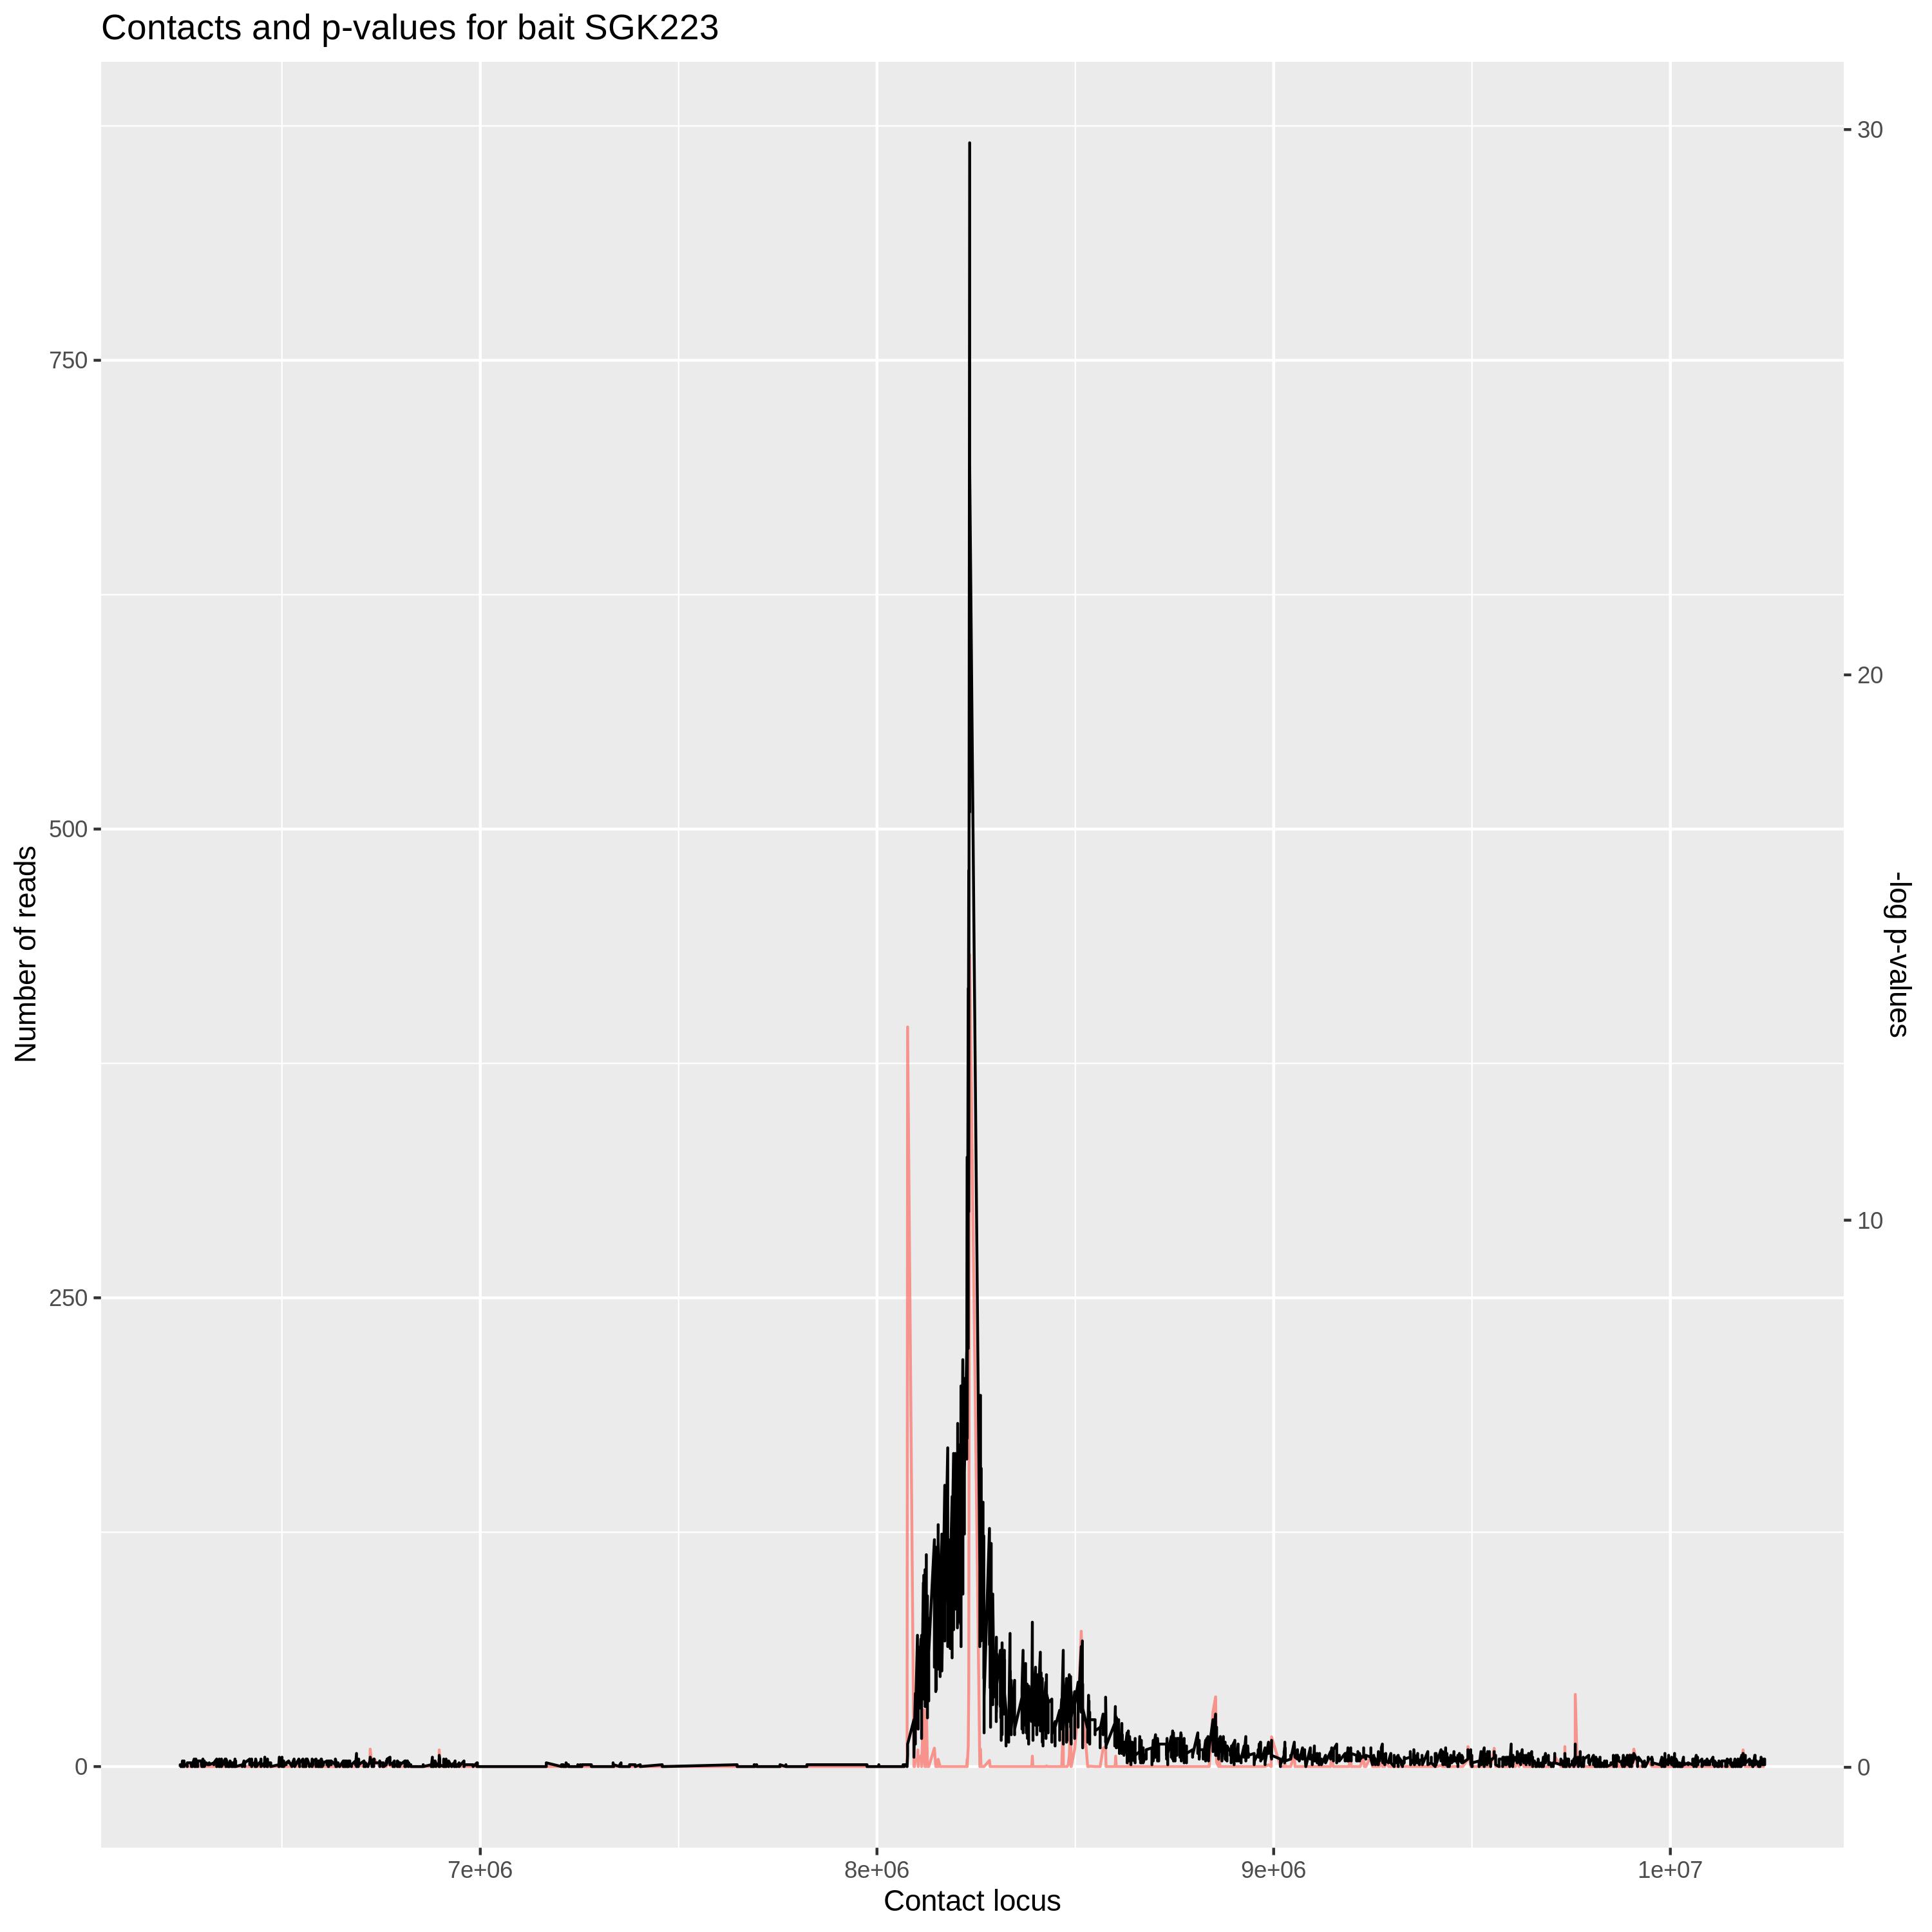 Contacts and p-values for bait SGK223
750
500
250
0
Number of reads
30
20
10
0
-log p-values
7e+06
8e+06
9e+06
1e+07
Contact locus